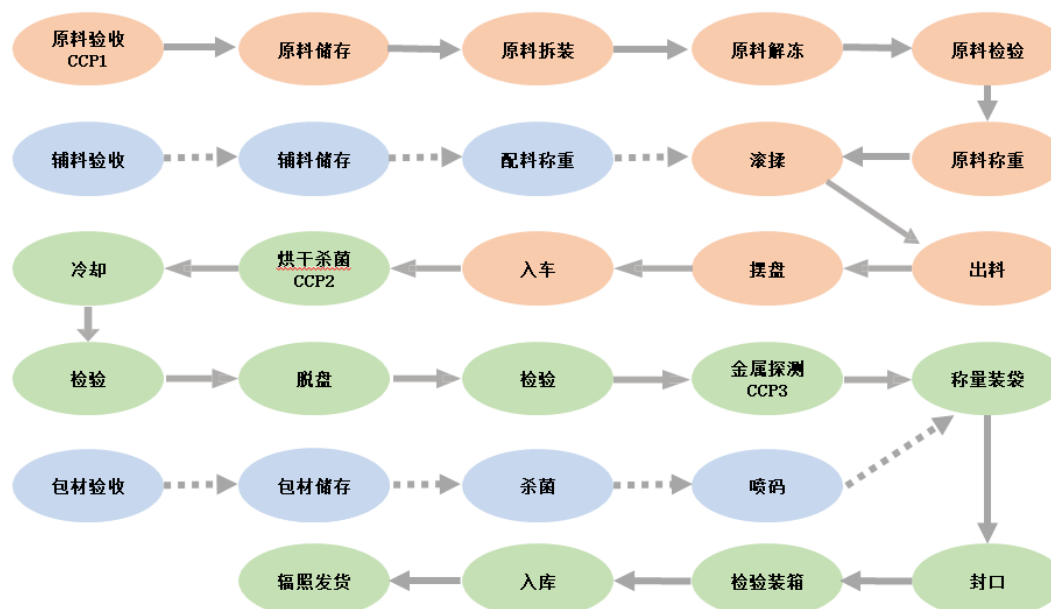 原料验收
CCP1
原料储存
原料拆装
原料解冻
原料检验
辅料验收
辅料储存
配料称重
滚揉
原料称重
冷却
烘干杀菌
CCP2
入车
摆盘
出料
检验
脱盘
检验
金属探测
CCP3
称量装袋
包材验收
包材储存
杀菌
喷码
辐照发货
入库
检验装箱
封口